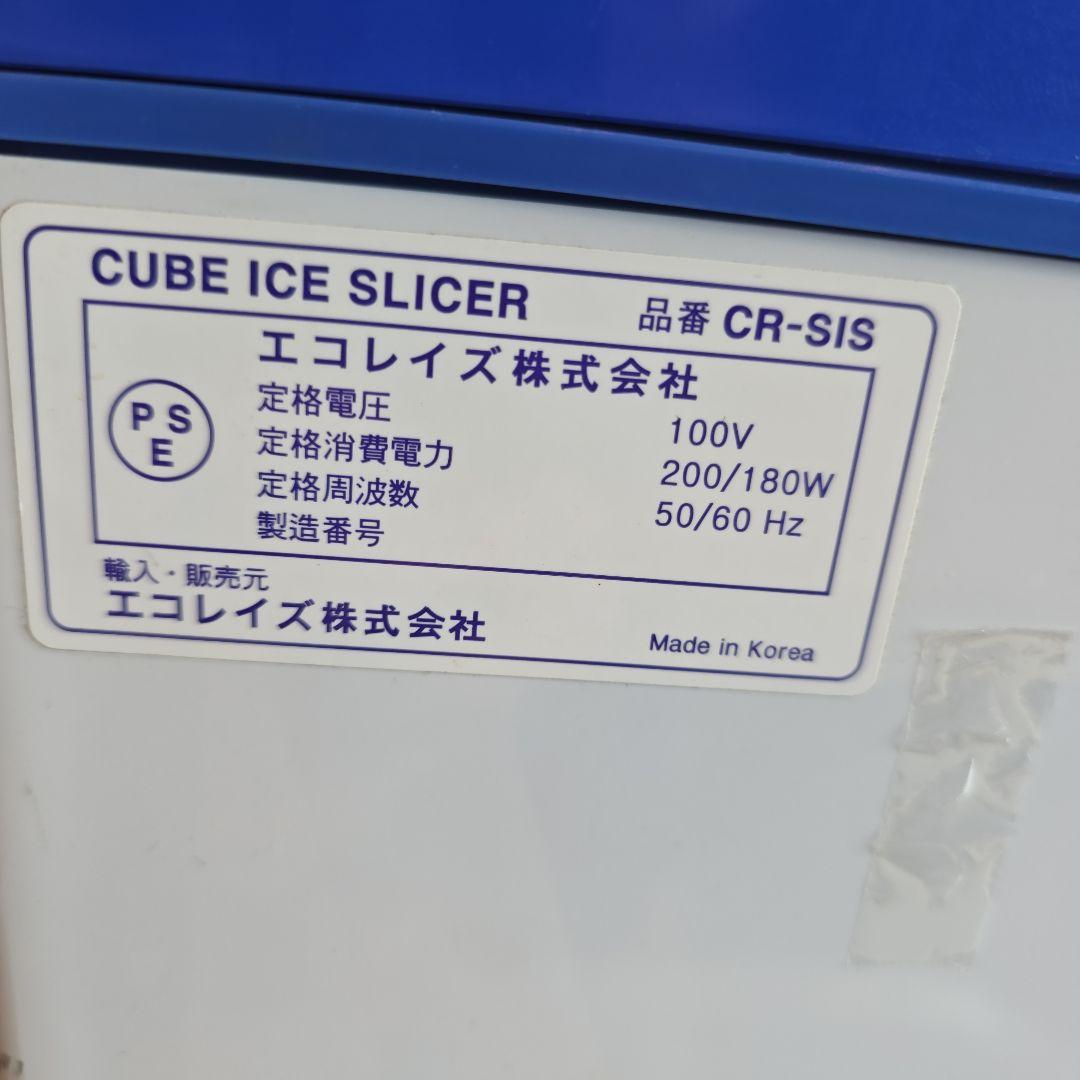 CUBE ICE SLICER 品番 CR-SIS
エコレイズ株式会社
PSE
定格電圧 100V
定格消費電力 200/180W
定格周波数 50/60 Hz
製造番号
輸入・販売元
エコレイズ株式会社
Made in Korea